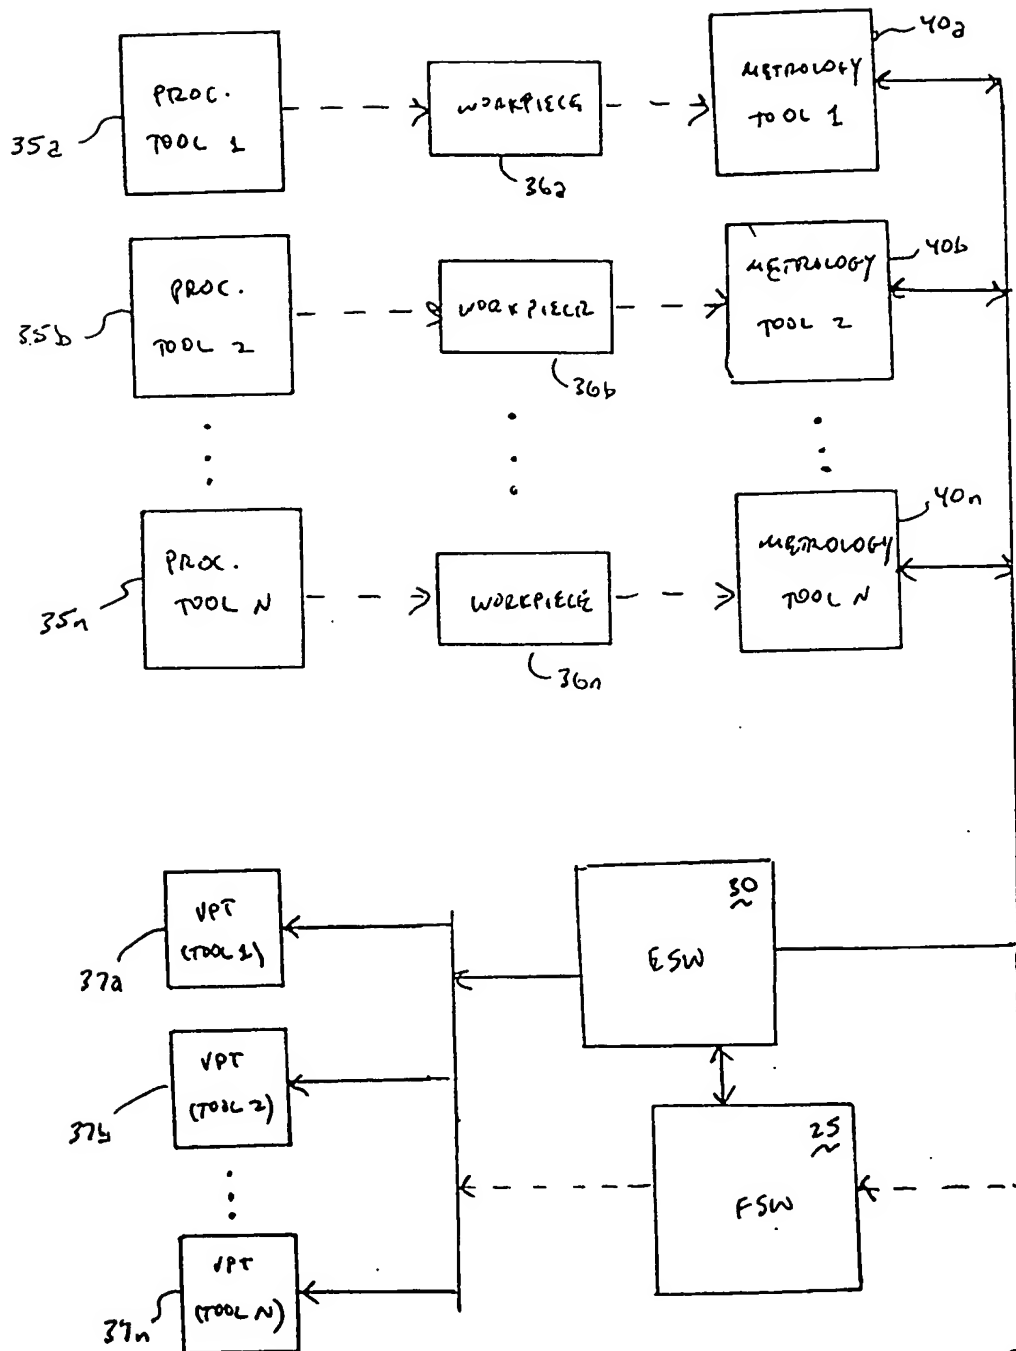 40a
PROC.
TOOL 1
WORKPIECE
METROLOGY
TOOL 1
35a
36a
40b
PROC.
TOOL 2
WORKPIECE
METROLOGY
TOOL 2
35b
36b
40n
PROC.
TOOL N
WORKPIECE
METROLOGY
TOOL N
35n
36n
30
VPT
(TOOL 1)
ESW
37a
VPT
(TOOL 2)
37b
25
FSW
VPT
(TOOL N)
37n